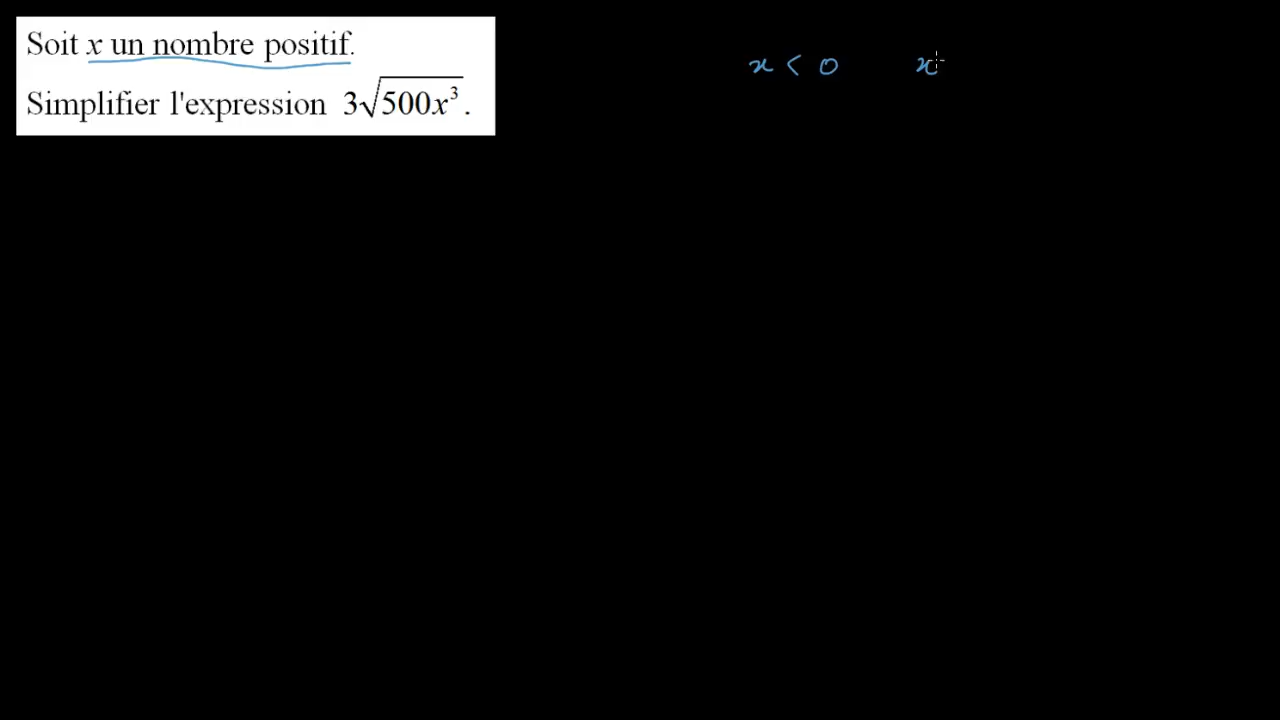 Soit x un nombre positif.
Simplifier l'expression 3√500x³.
x < 0 x